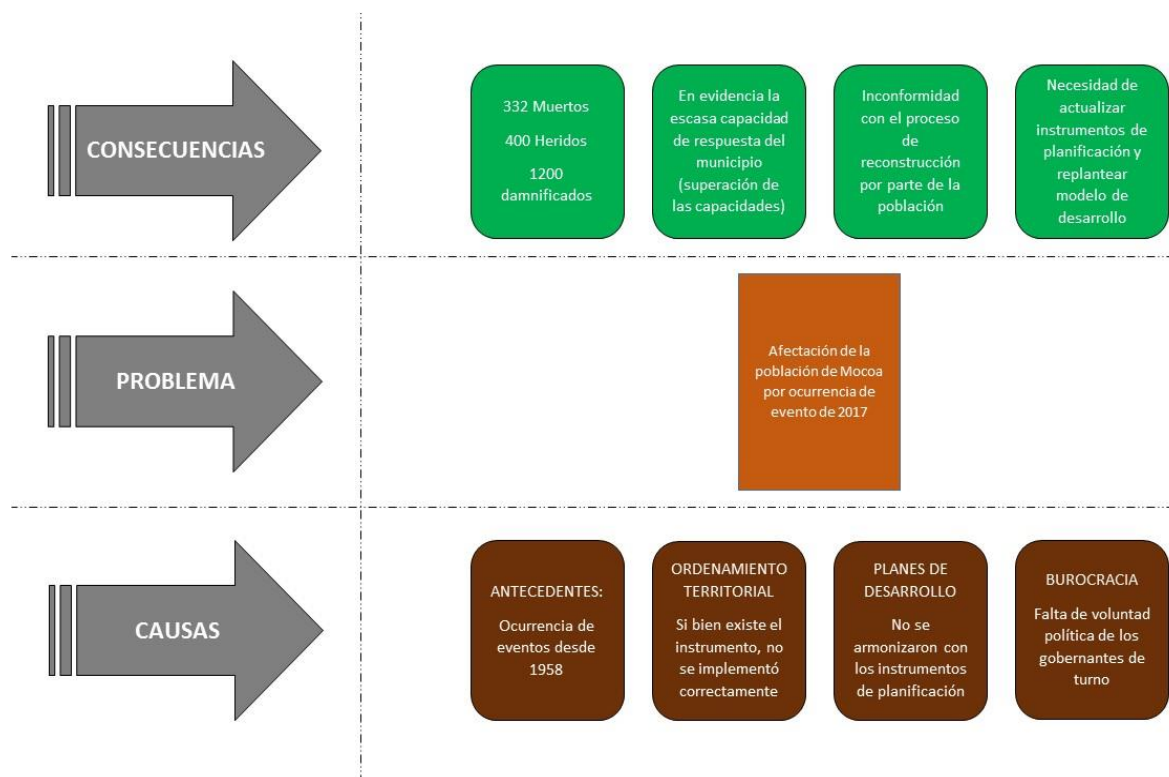 CONSECUENCIAS
332 Muertos
400 Heridos
1200
damnificados
En evidencia la
escasa capacidad
de respuesta del
municipio
(superación de
las capacidades)
Inconformidad
con el proceso
de
reconstrucción
por parte de la
población
Necesidad de
actualizar
instrumentos de
planificación y
replantear
modelo de
desarrollo
PROBLEMA
Afectación de la
población de Mocoa
por ocurrencia de
evento de 2017
CAUSAS
ANTECEDENTES:
Ocurrencia de
eventos desde
1958
ORDENAMIENTO
TERRITORIAL
Si bien existe el
instrumento, no
se implementó
correctamente
PLANES DE
DESARROLLO
No se
armonizaron con
los instrumentos
de planificación
BUROCRACIA
Falta de voluntad
política de los
gobernantes de
turno